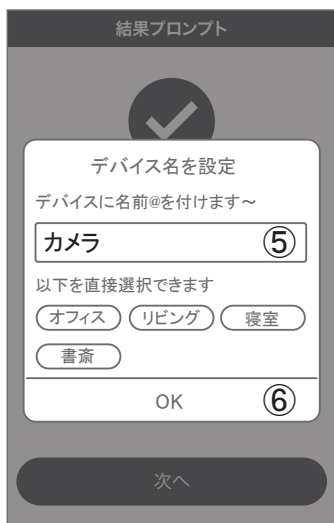 結果プロンプト
デバイス名を設定
デバイスに名前@を付けます～
カメラ ⑤
以下を直接選択できます
オフィス リビング 寝室
書斎
OK ⑥
次へ